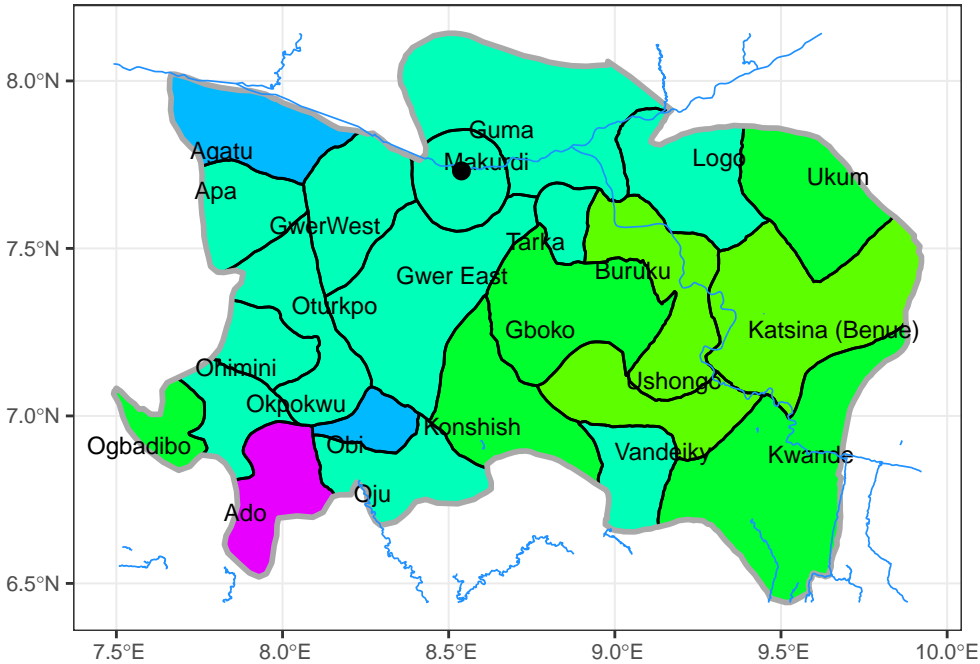 8.0°N
7.5°N
7.0°N
6.5°N
7.5°E
8.0°E
8.5°E
9.0°E
9.5°E
10.0°E
Guma
Makurdi
Agatu
Logo
Ukum
Apa
GwerWest
Tarka
Buruku
Gwer East
Oturkpo
Gboko
Katsina (Benue)
Ohimini
Ushongo
Okpokwu
Konshish
Ogbadibo
Obi
Vandeiky
Kwande
Oju
Ado